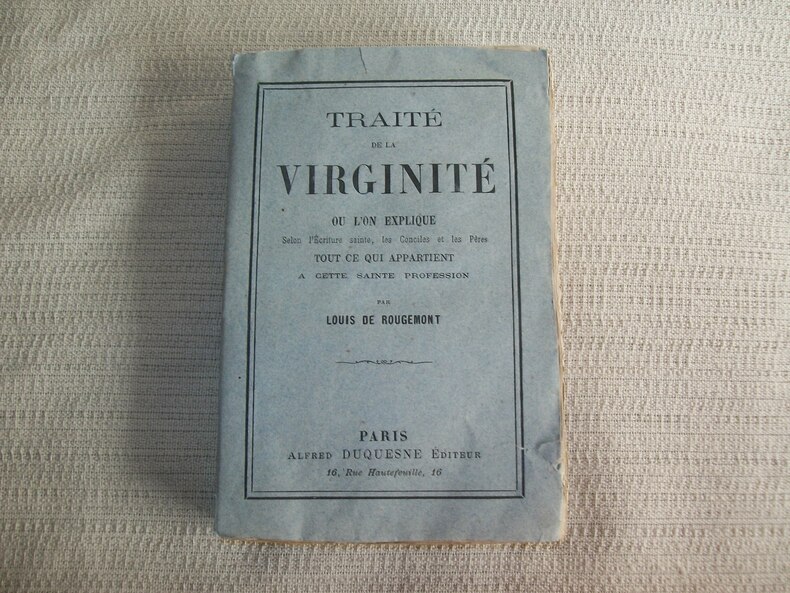 TRAITÉ
DE LA
VIRGINITÉ
OU L'ON EXPLIQUE
Selon l'Écriture sainte, les Conciles et les Pères
TOUT CE QUI APPARTIENT
A CETTE SAINTE PROFESSION
PAR
LOUIS DE ROUGEMONT
PARIS
ALFRED DUQUESNE ÉDITEUR
16, Rue Hautefeuille, 16